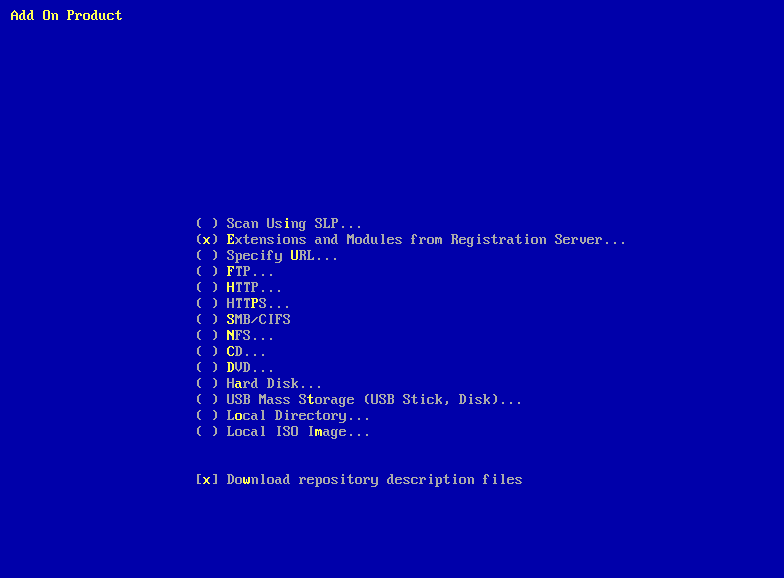 Add On Product
( ) Scan Using SLP...
(x) Extensions and Modules from Registration Server...
( ) Specify URL...
( ) FTP...
( ) HTTP...
( ) HTTPS...
( ) SMB/CIFS
( ) NFS...
( ) CD...
( ) DVD...
( ) Hard Disk...
( ) USB Mass Storage (USB Stick, Disk)...
( ) Local Directory...
( ) Local ISO Image...
[x] Download repository description files